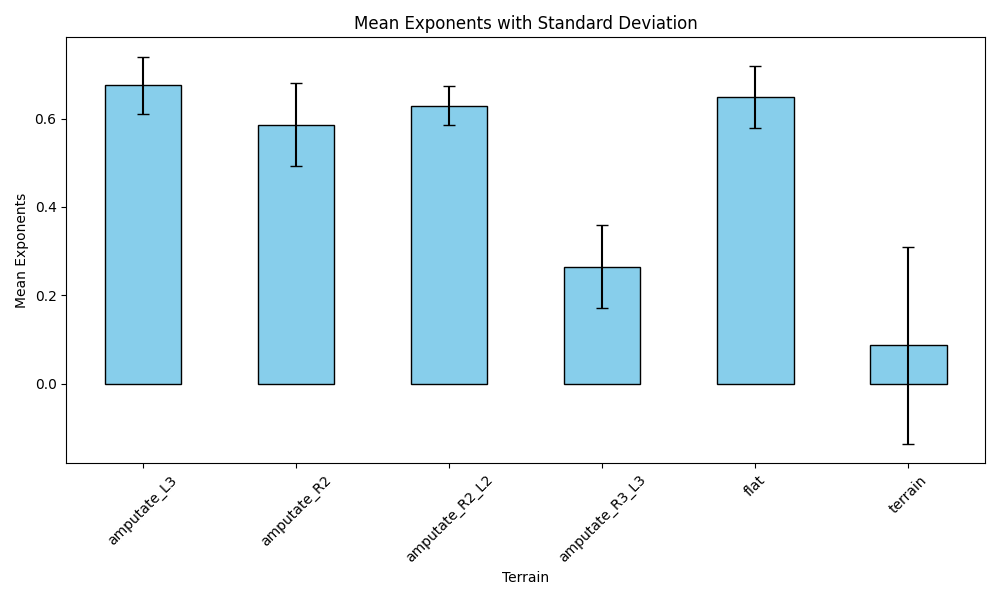 Mean Exponents with Standard Deviation
Mean Exponents
0.6
0.4
0.2
0.0
amputate_L3
amputate_R2
amputate_R2_L2
amputate_R3_L3
flat
terrain
Terrain